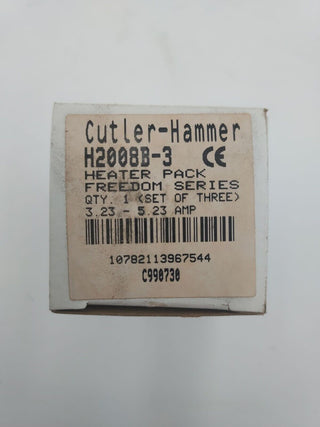 Cutler-Hammer
H2008B-3 CE
HEATER PACK
FREEDOM SERIES
QTY. 1 (SET OF THREE)
3.23 - 5.23 AMP
10782113967544
C990730